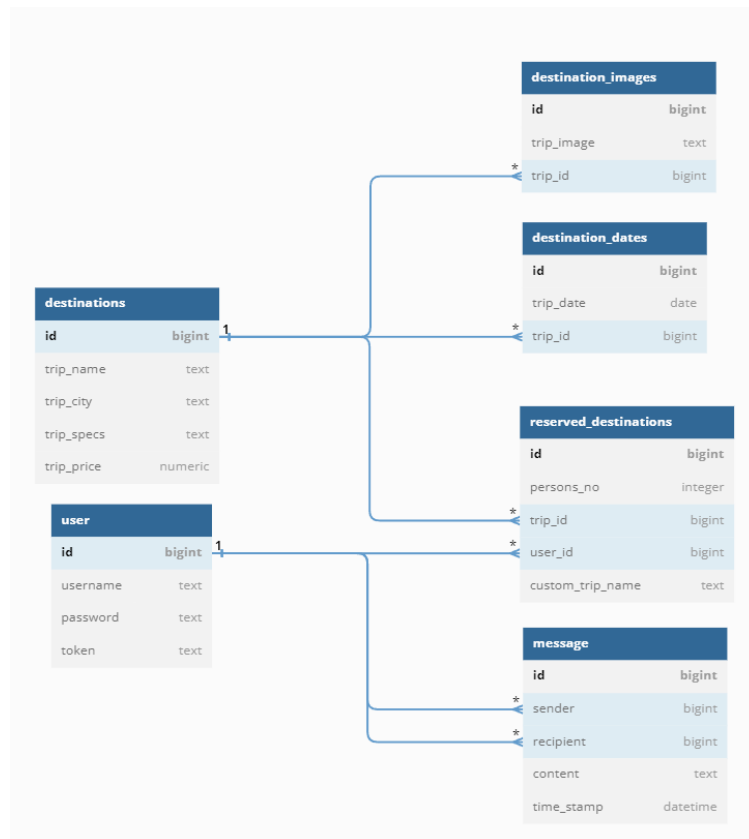 destination_images
id bigint
trip_image text
* trip_id bigint
destination_dates
id bigint
trip_date date
* trip_id bigint
destinations
id bigint 1
trip_name text
trip_city text
trip_specs text
trip_price numeric
reserved_destinations
id bigint
persons_no integer
* trip_id bigint
* user_id bigint
custom_trip_name text
user
id bigint 1
username text
password text
token text
message
id bigint
* sender bigint
* recipient bigint
content text
time_stamp datetime